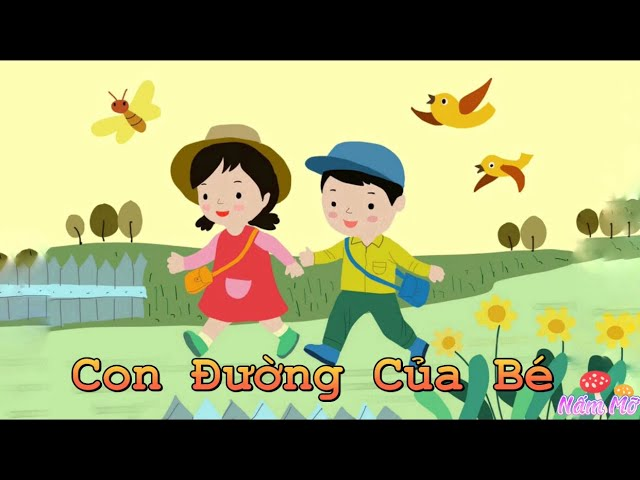 Con Đường Của Bé
Nấm Mỡ